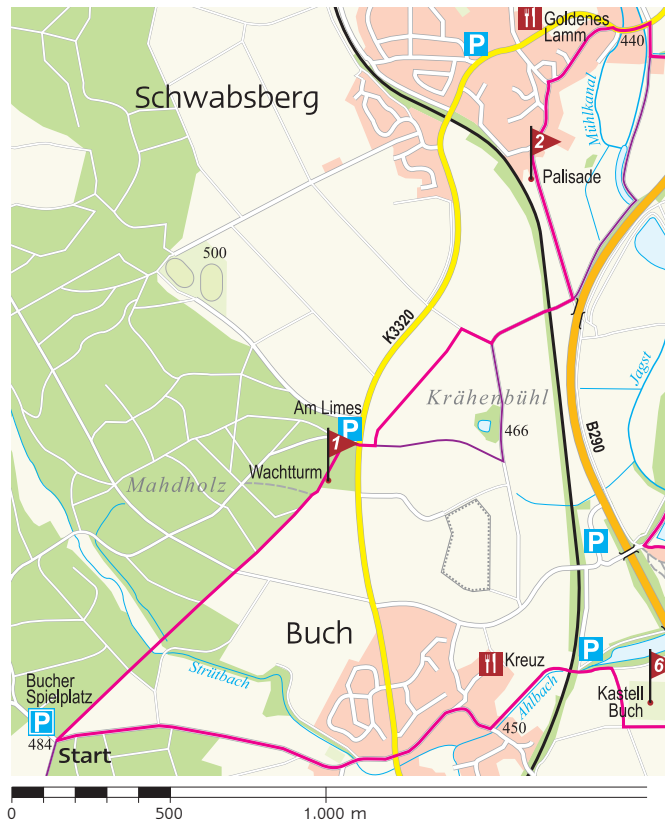 Goldenes
Lamm
P
440
Schwabsberg
Mühlkanal
2
Palisade
500
K3320
Jagst
Krähenbühl
Am Limes
P
1
466
B290
Wachtturm
Mahdholz
P
Buch
Kreuz
P
Strütbach
Ahlbach
6
Kastell
Buch
Bucher
Spielplatz
P
484
Start
450
0 500 1.000 m